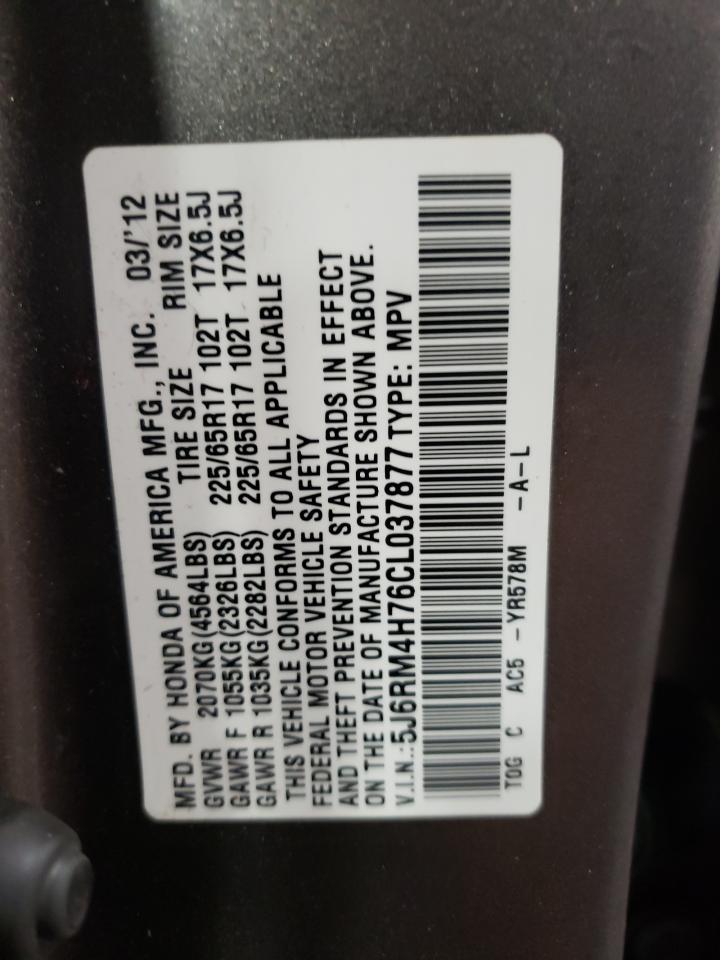 MFD. BY HONDA OF AMERICA MFG., INC. 03/'12
GVWR 2070KG(4564LBS) TIRE SIZE RIM SIZE
GAWR F 1055KG(2326LBS) 225/65R17 102T 17X6.5J
GAWR R 1035KG(2282LBS) 225/65R17 102T 17X6.5J
THIS VEHICLE CONFORMS TO ALL APPLICABLE
FEDERAL MOTOR VEHICLE SAFETY
AND THEFT PREVENTION STANDARDS IN EFFECT
ON THE DATE OF MANUFACTURE SHOWN ABOVE.
V.I.N.:5J6RM4H76CL037877 TYPE: MPV
TOG C AC5 -YR578M -A-L